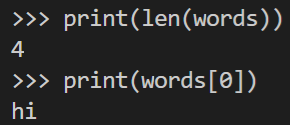 >>> print(len(words))
4
>>> print(words[0])
hi